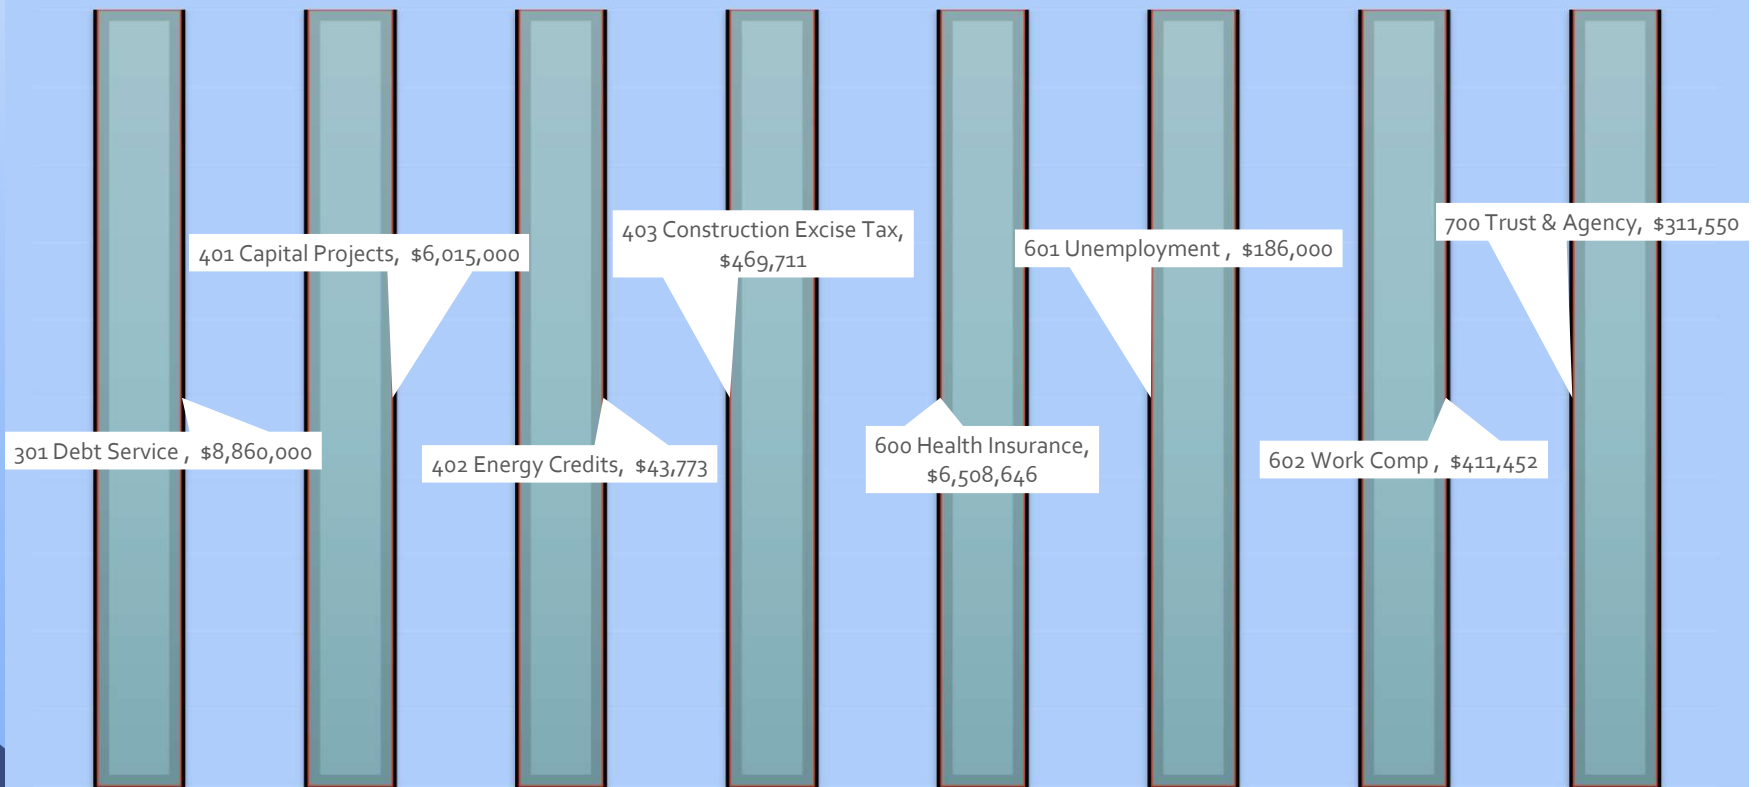 301 Debt Service , $8,860,000
401 Capital Projects, $6,015,000
402 Energy Credits, $43,773
403 Construction Excise Tax,
$469,711
600 Health Insurance,
$6,508,646
601 Unemployment , $186,000
602 Work Comp , $411,452
700 Trust & Agency, $311,550